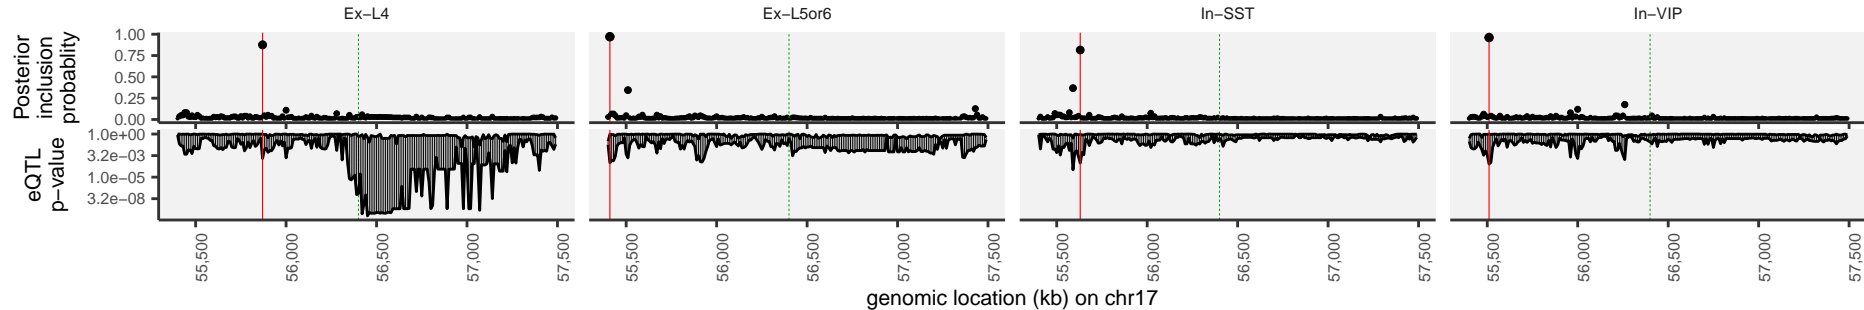 Ex−L4
Ex−L5or6
In−SST
In−VIP
Posterior
inclusion
probablity
1.00
0.75
0.50
0.25
0.00
eQTL
p−value
1.0e+00
3.2e−03
1.0e−05
3.2e−08
55,500
56,000
56,500
57,000
57,500
55,500
56,000
56,500
57,000
57,500
55,500
56,000
56,500
57,000
57,500
55,500
56,000
56,500
57,000
57,500
genomic location (kb) on chr17